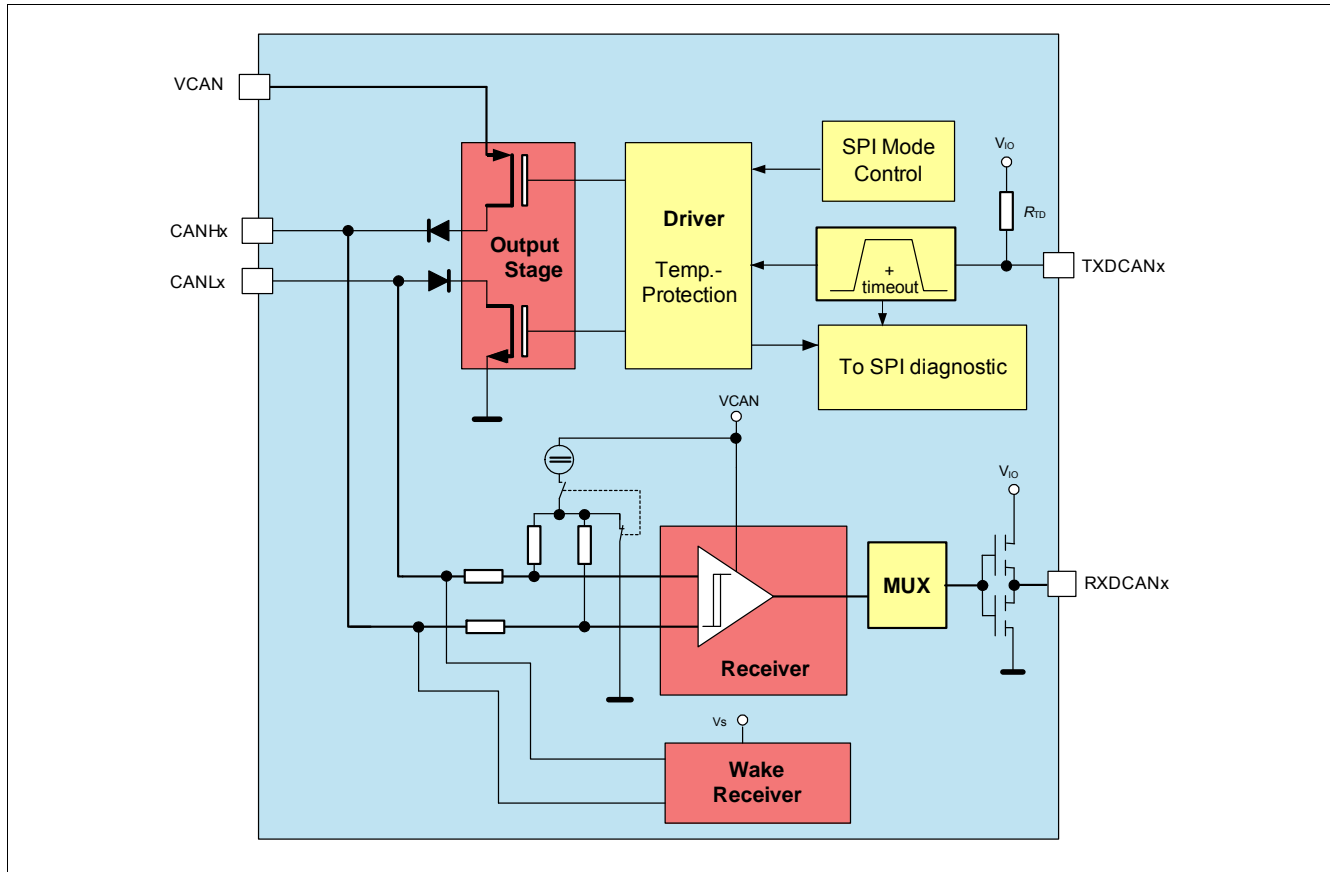 VCAN
CANHx
CANLx
Output
Stage
Driver
Temp.-
Protection
SPI Mode
Control
+
timeout
To SPI diagnostic
VIO
RTD
TXDCANx
VCAN
Receiver
MUX
VIO
RXDCANx
Vs
Wake
Receiver